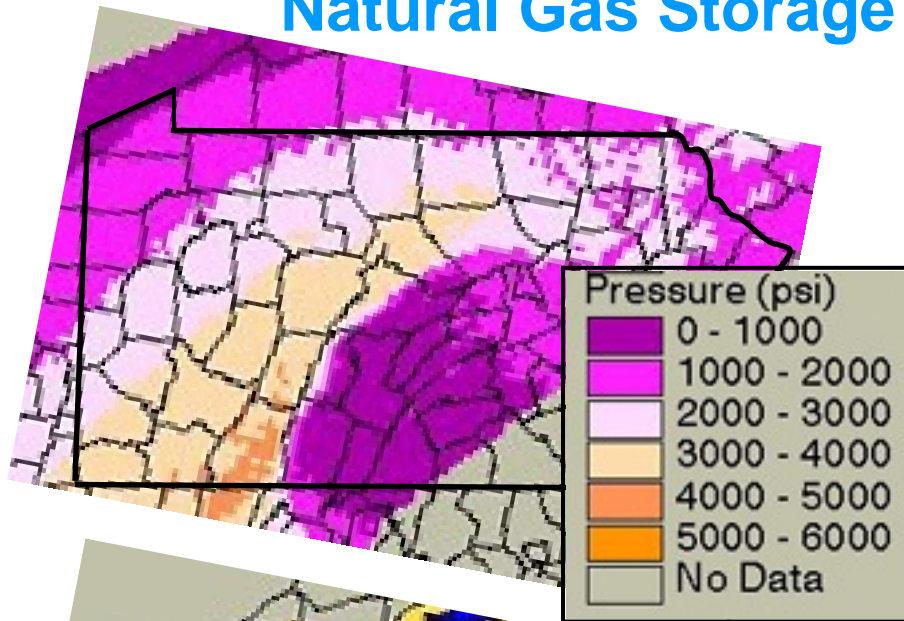 Natural Gas Storage
Pressure (psi)
0 - 1000
1000 - 2000
2000 - 3000
3000 - 4000
4000 - 5000
5000 - 6000
No Data